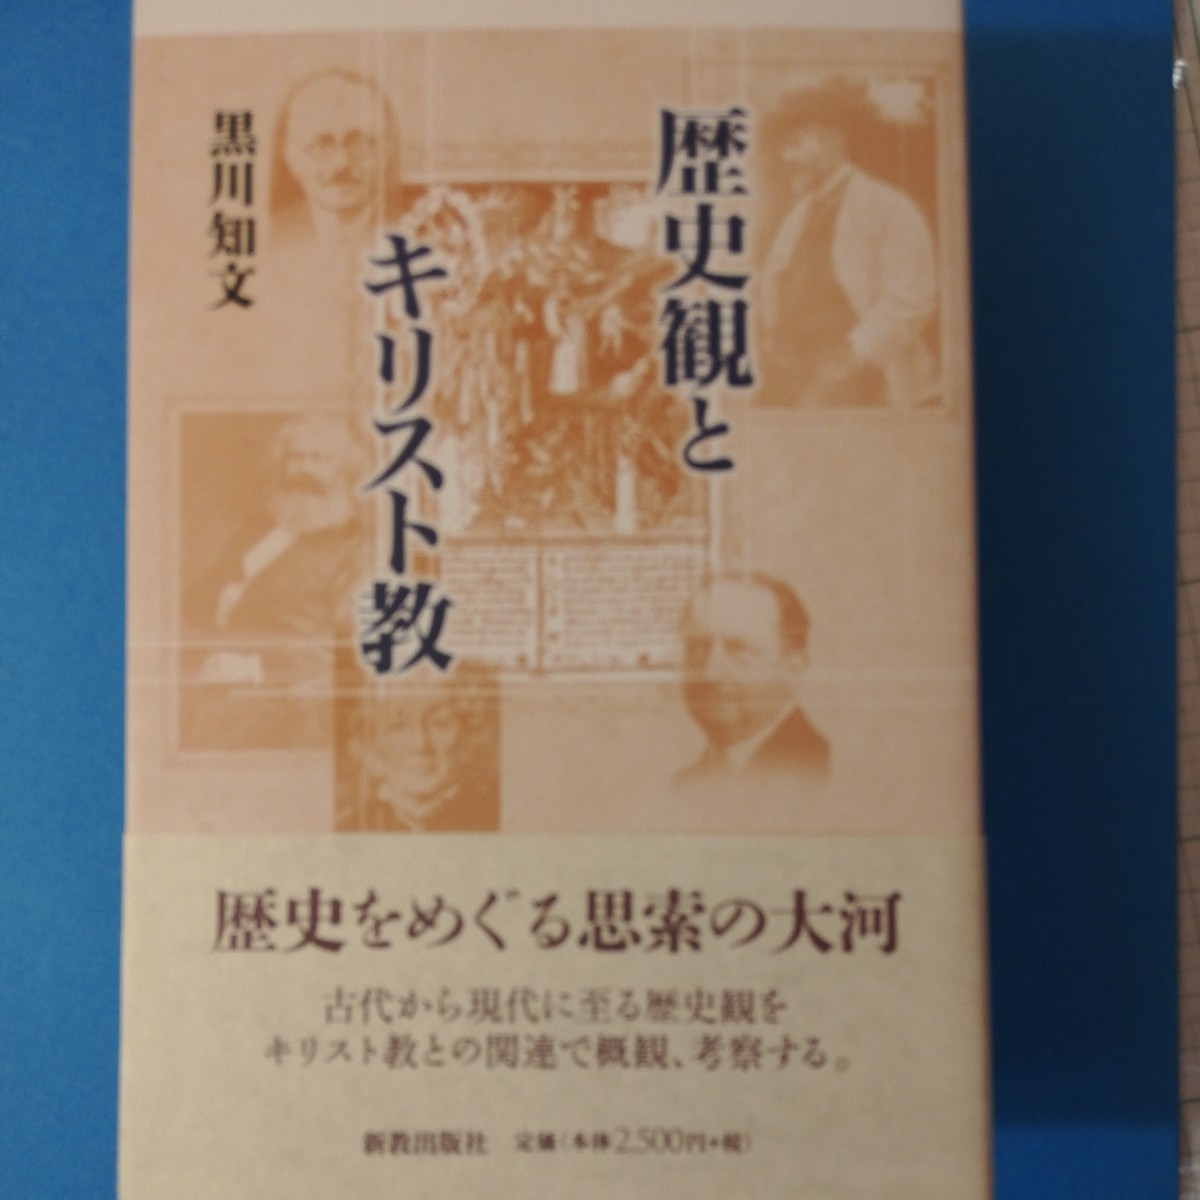 歴史観と
キリスト教
黒川知文
歴史をめぐる思索の大河
古代から現代に至る歴史観を
キリスト教との関連で概観、考察する。
新教出版社 定価(本体2,500円+税)